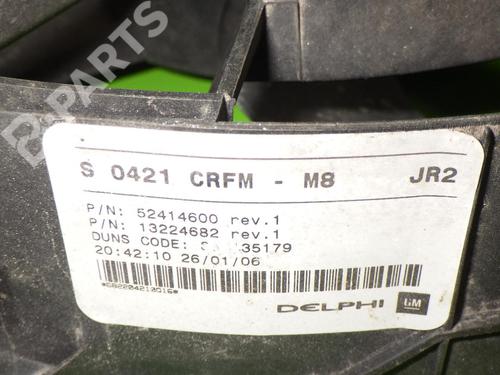 B-PARTS
S 0421 CRFM - M8 JR2
P/N: 52414600 rev.1
P/N: 13224682 rev.1
DUNS CODE:
20:42:10 26/01/06
DELPHI GM